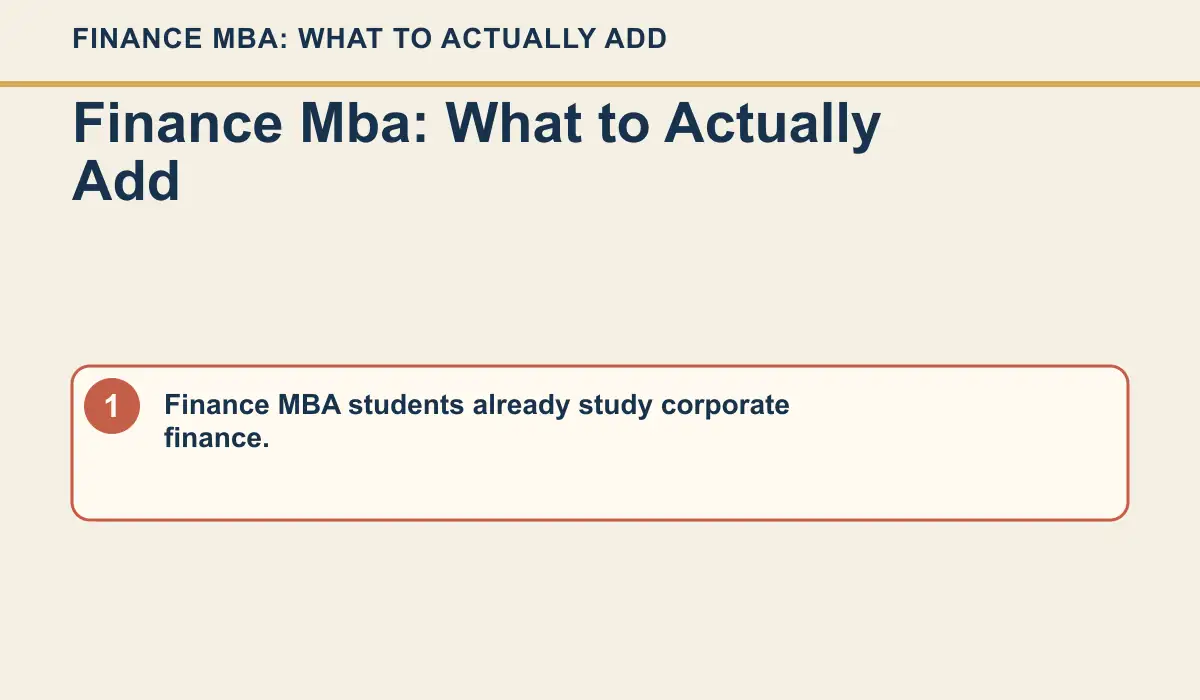 FINANCE MBA: WHAT TO ACTUALLY ADD
Finance Mba: What to Actually
Add
1
Finance MBA students already study corporate
finance.